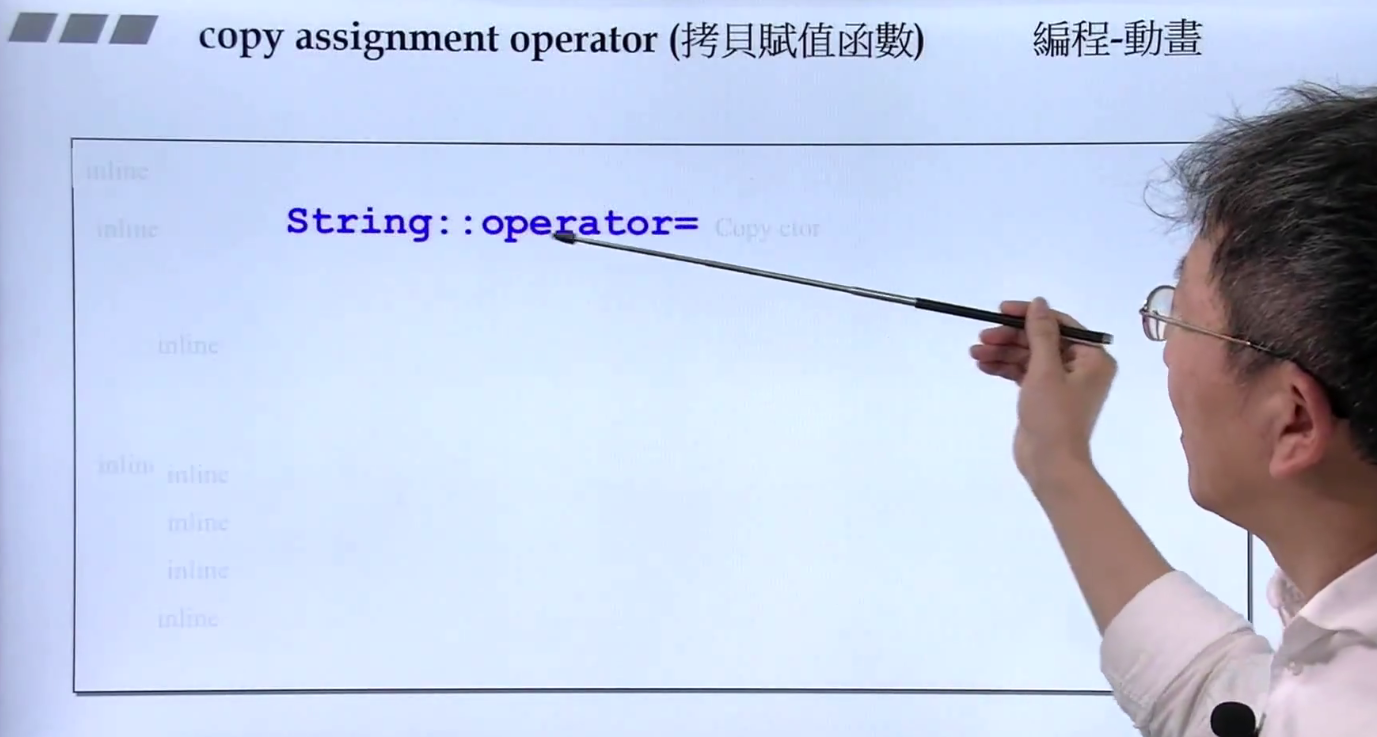 copy assignment operator (拷貝賦值函數) 編程-動畫
inline
String::operator=
inline Copy ctor
inline
inline
inline
inline
inline